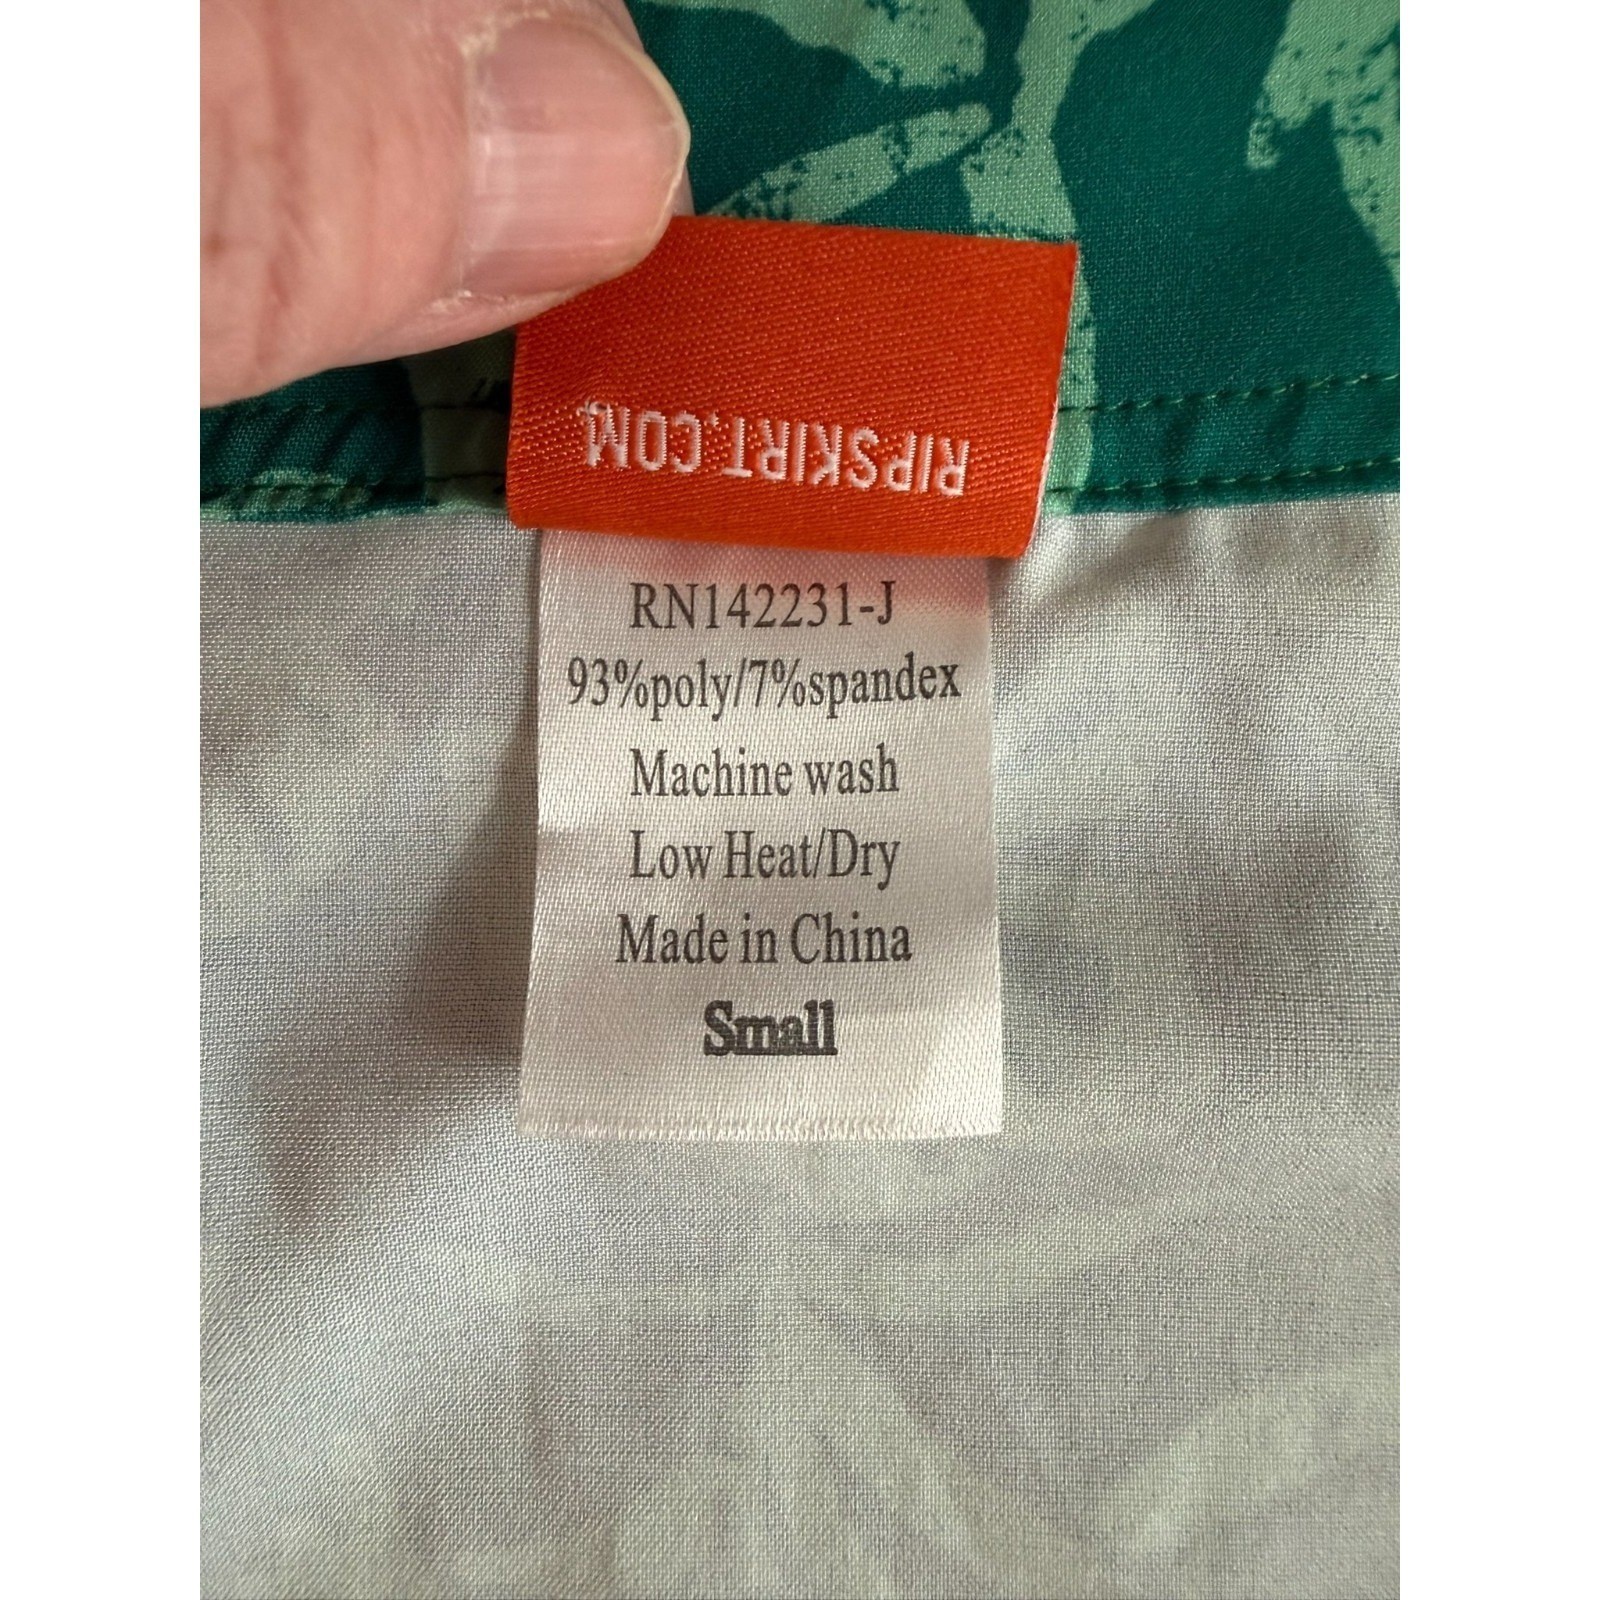 RIPSKIRT.COM
RN142231-J
93%poly/7%spandex
Machine wash
Low Heat/Dry
Made in China
Small